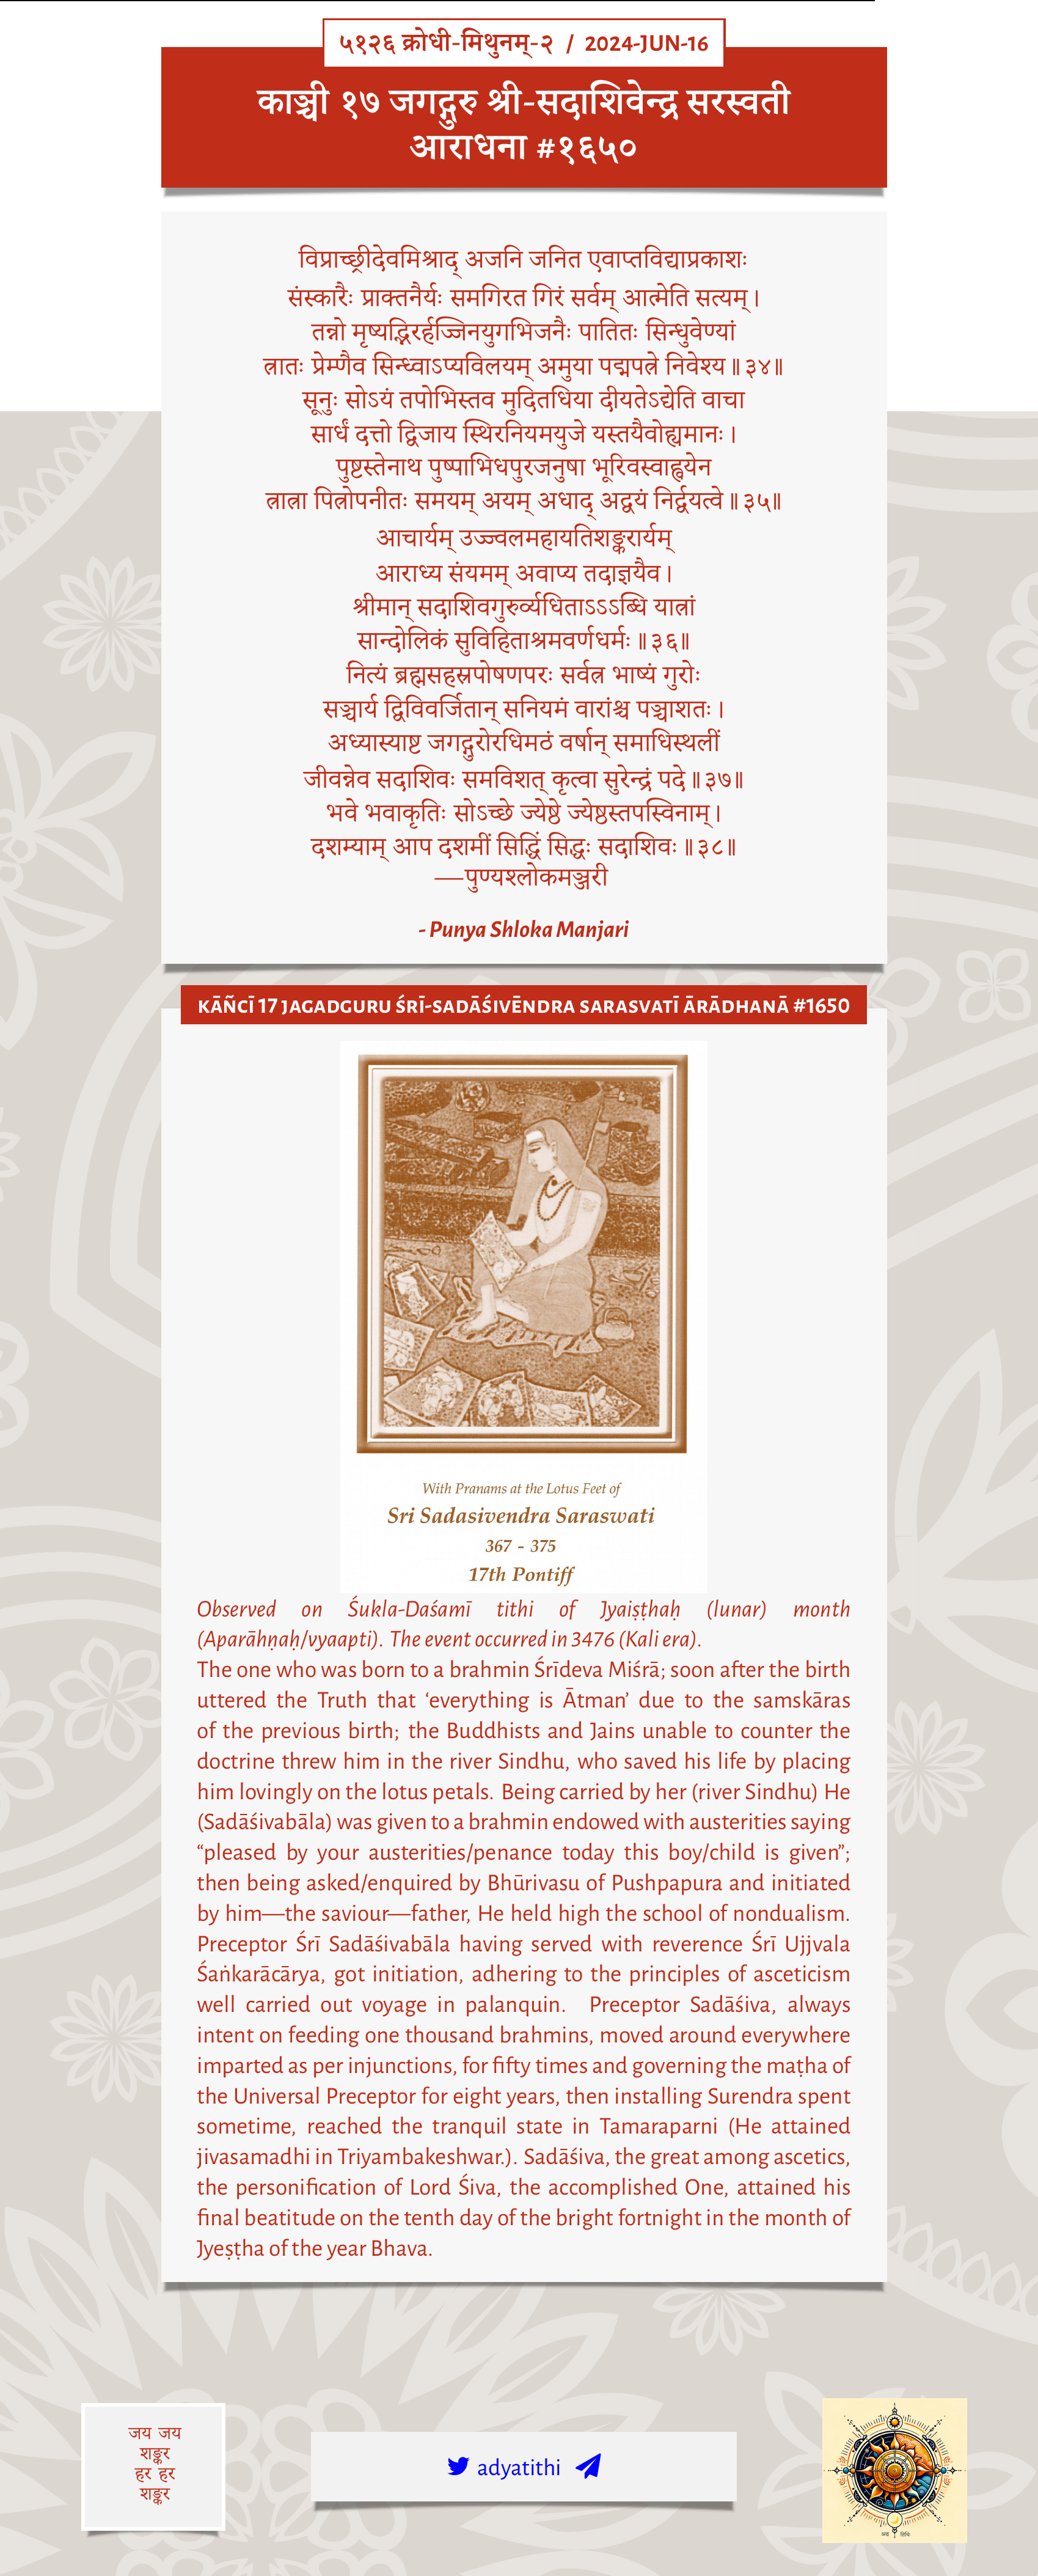 ५१२६ क्रोधी-मिथुनम्-२ / 2024-JUN-16
काञ्ची १७ जगद्गुरु श्री-सदाशिवेन्द्र सरस्वती
आराधना #१६५०
विप्राच्छ्रीदेवमिश्राद् अजनि जनित एवाप्तविद्याप्रकाशः
संस्कारैः प्राक्तनैर्यः समगिरत गिरं सर्वम् आत्मेति सत्यम्।
तन्नो मृष्यद्भिरर्हज्जिनयुगभिजनैः पातितः सिन्धुवेण्यां
त्रातः प्रेम्णैव सिन्ध्वाऽप्यविलयम् अमुया पद्मपत्रे निवेश्य॥३४॥
सूनुः सोऽयं तपोभिस्तव मुदितधिया दीयतेऽद्येति वाचा
सार्धं दत्तो द्विजाय स्थिरनियमयुजे यस्तयैवोह्यमानः।
पुष्टस्तेनाथ पुष्पाभिधपुरजनुषा भूरिवस्वाह्वयेन
त्रात्रा पित्रोपनीतः समयम् अयम् अधाद् अद्वयं निर्द्वयत्वे॥३५॥
आचार्यम् उज्ज्वलमहायतिशङ्करार्यम्
आराध्य संयमम् अवाप्य तदाज्ञयैव।
श्रीमान् सदाशिवगुरुर्व्यधिताऽऽऽब्धि यात्रां
सान्दोलिकं सुविहिताश्रमवर्णधर्मः॥३६॥
नित्यं ब्रह्मसहस्रपोषणपरः सर्वत्र भाष्यं गुरोः
सञ्चार्य द्विविवर्जितान् सनियमं वारांश्च पञ्चाशतः।
अध्यास्याष्ट जगद्गुरोरधिमठं वर्षान् समाधिस्थलीं
जीवन्नेव सदाशिवः समविशत् कृत्वा सुरेन्द्रं पदे॥३७॥
भवे भवाकृतिः सोऽच्छे ज्येष्ठे ज्येष्ठस्तपस्विनाम्।
दशम्याम् आप दशमीं सिद्धिं सिद्धः सदाशिवः॥३८॥
—पुण्यश्लोकमञ्जरी
- Punya Shloka Manjari
KĀÑCĪ 17 JAGADGURU ŚRĪ-SADĀŚIVĒNDRA SARASVATĪ ĀRĀDHANĀ #1650
With Pranams at the Lotus Feet of
Sri Sadasivendra Saraswati
367 - 375
17th Pontiff
Observed on Śukla-Daśamī tithi of Jyaiṣṭhaḥ (lunar) month
(Aparāhṇaḥ/vyaapti). The event occurred in 3476 (Kali era).
The one who was born to a brahmin Śrīdeva Miśrā; soon after the birth
uttered the Truth that ‘everything is Ātman’ due to the samskāras
of the previous birth; the Buddhists and Jains unable to counter the
doctrine threw him in the river Sindhu, who saved his life by placing
him lovingly on the lotus petals. Being carried by her (river Sindhu) He
(Sadāśivabāla) was given to a brahmin endowed with austerities saying
“pleased by your austerities/penance today this boy/child is given”;
then being asked/enquired by Bhūrivasu of Pushpapura and initiated
by him—the saviour—father, He held high the school of nondualism.
Preceptor Śrī Sadāśivabāla having served with reverence Śrī Ujjvala
Śaṅkarācārya, got initiation, adhering to the principles of asceticism
well carried out voyage in palanquin. Preceptor Sadāśiva, always
intent on feeding one thousand brahmins, moved around everywhere
imparted as per injunctions, for fifty times and governing the maṭha of
the Universal Preceptor for eight years, then installing Surendra spent
sometime, reached the tranquil state in Tamaraparni (He attained
jivasamadhi in Triyambakeshwar.). Sadāśiva, the great among ascetics,
the personification of Lord Śiva, the accomplished One, attained his
final beatitude on the tenth day of the bright fortnight in the month of
Jyeṣṭha of the year Bhava.
जय जय
शङ्कर
हर हर
शङ्कर
adyatithi